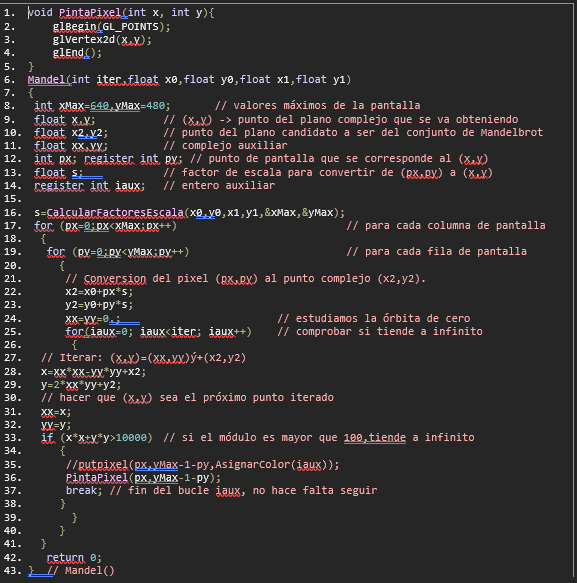 1. void PintaPixel(int x, int y){
2. glBegin(GL_POINTS);
3. glVertex2d(x,y);
4. glEnd();
5. }
6. Mandel(int iter,float x0,float y0,float x1,float y1)
7. {
8. int xMax=640,yMax=480; // valores máximos de la pantalla
9. float x,y; // (x,y) -> punto del plano complejo que se va obteniendo
10. float x2,y2; // punto del plano candidato a ser del conjunto de Mandelbrot
11. float xx,yy; // complejo auxiliar
12. int px; register int py; // punto de pantalla que se corresponde al (x,y)
13. float s; // factor de escala para convertir de (px,py) a (x,y)
14. register int iaux; // entero auxiliar
15.
16. s=CalcularFactoresEscala(x0,y0,x1,y1,&xMax,&yMax);
17. for (px=0;px<xMax;px++) // para cada columna de pantalla
18. {
19. for (py=0;py<yMax;py++) // para cada fila de pantalla
20. {
21. // Conversion del pixel (px,py) al punto complejo (x2,y2).
22. x2=x0+px*s;
23. y2=y0+py*s;
24. xx=yy=0.; // estudiamos la órbita de cero
25. for(iaux=0; iaux<iter; iaux++) // comprobar si tiende a infinito
26. {
27. // Iterar: (x,y)=(xx,yy)ý+(x2,y2)
28. x=xx*xx-yy*yy+x2;
29. y=2*xx*yy+y2;
30. // hacer que (x,y) sea el próximo punto iterado
31. xx=x;
32. yy=y;
33. if (x*x+y*y>10000) // si el módulo es mayor que 100,tiende a infinito
34. {
35. //putpixel(px,yMax-1-py,AsignarColor(iaux));
36. PintaPixel(px,yMax-1-py);
37. break; // fin del bucle iaux, no hace falta seguir
38. }
39. }
40. }
41. }
42. return 0;
43. } // Mandel()